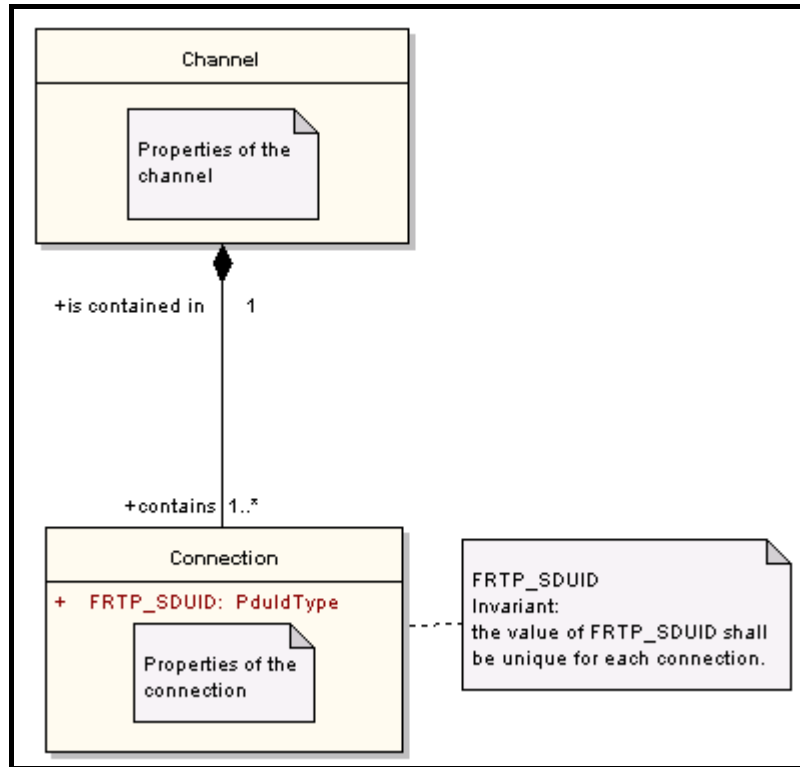 Channel
Properties of the
channel
+is contained in 1
+contains 1..*
Connection
+ FRTP_SDUID: PduIdType
Properties of the
connection
FRTP_SDUID
Invariant:
the value of FRTP_SDUID shall
be unique for each connection.